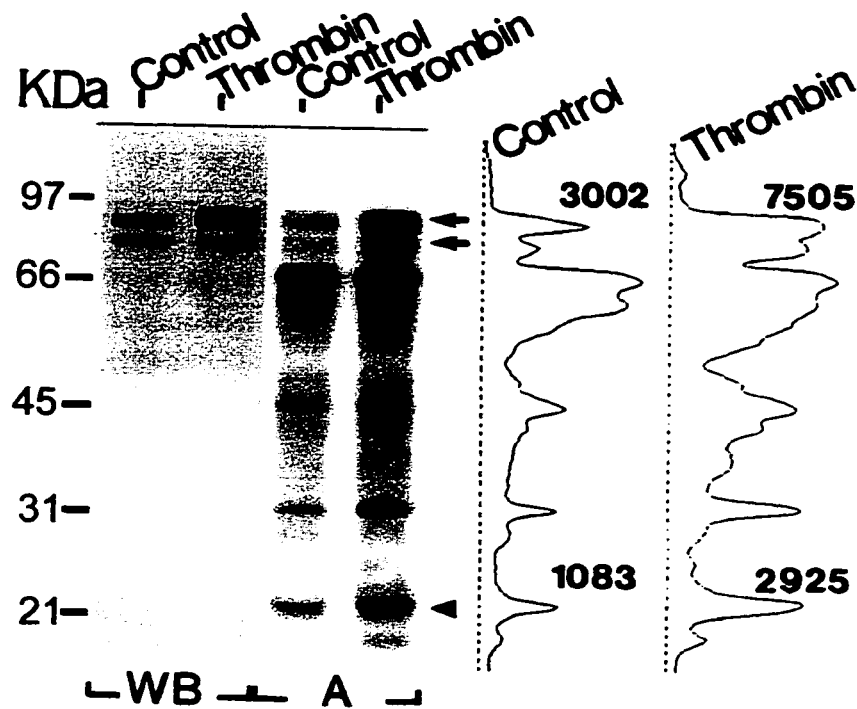 KDa Control Thrombin Control Thrombin
Control Thrombin
97
3002 7505
66
45
31
1083 2925
21
WB A